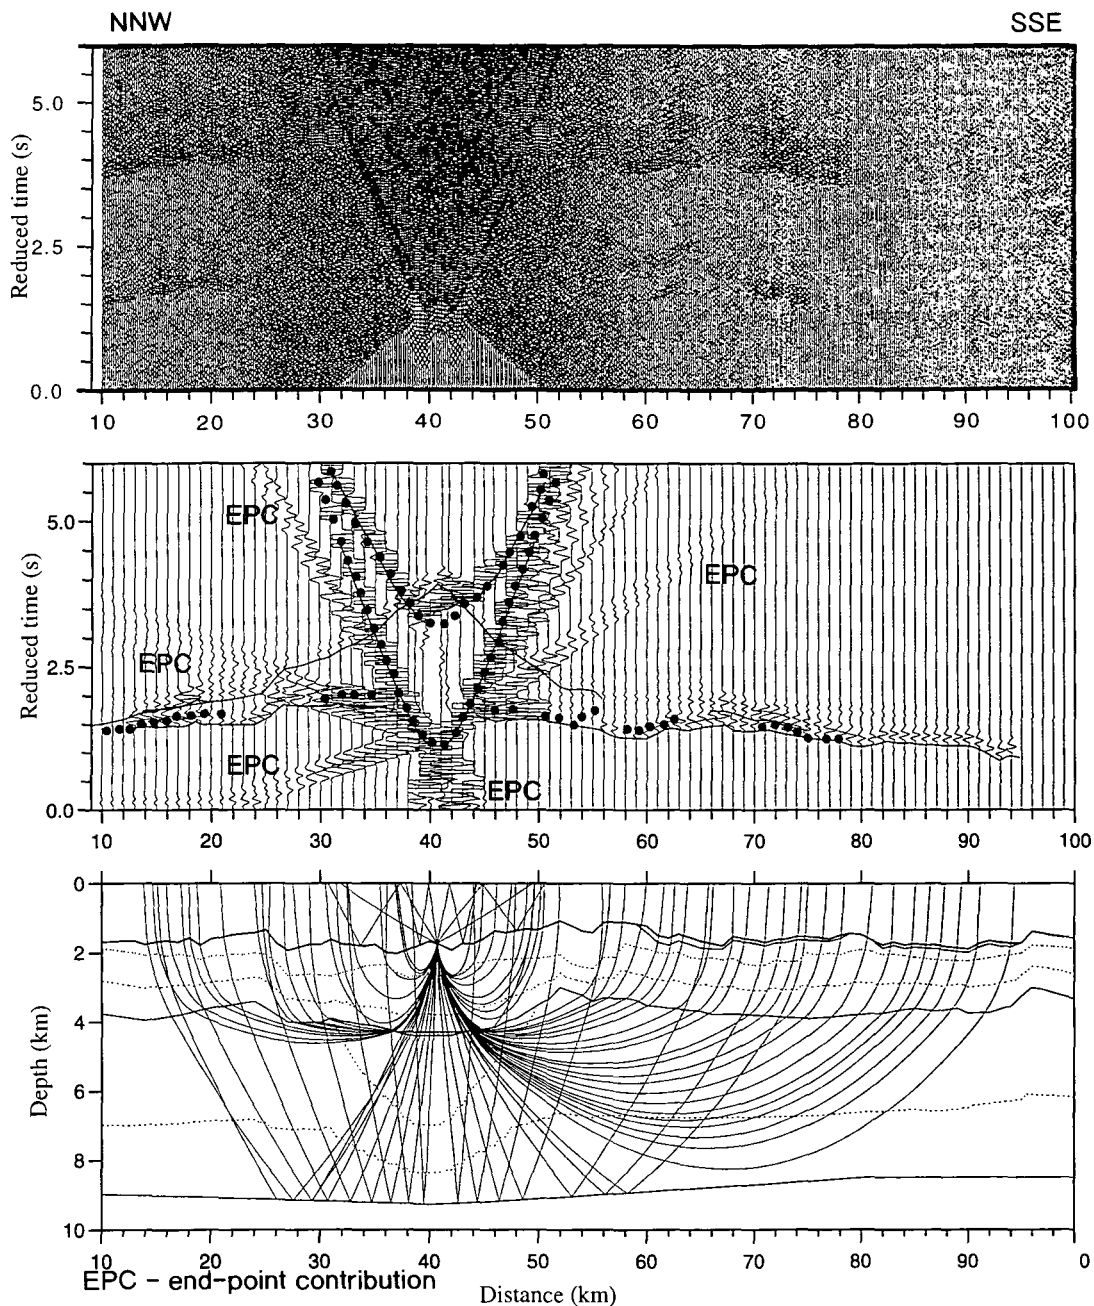 NNW SSE
Reduced time (s)
5.0
2.5
0.0
10 20 30 40 50 60 70 80 90 100
Reduced time (s)
5.0
2.5
0.0
EPC
EPC
EPC
EPC
EPC
10 20 30 40 50 60 70 80 90 100
Depth (km)
0
2
4
6
8
10
10 20 30 40 50 60 70 80 90 0
EPC – end-point contribution
Distance (km)